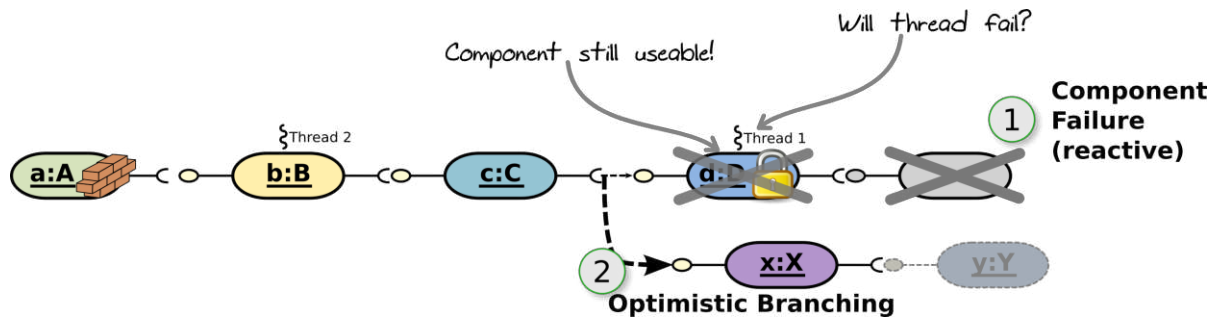 Will thread fail?
Component still useable!
1
Component
Failure
(reactive)
Thread 2
Thread 1
a:A
b:B
c:C
d:D
2
x:X
y:Y
Optimistic Branching